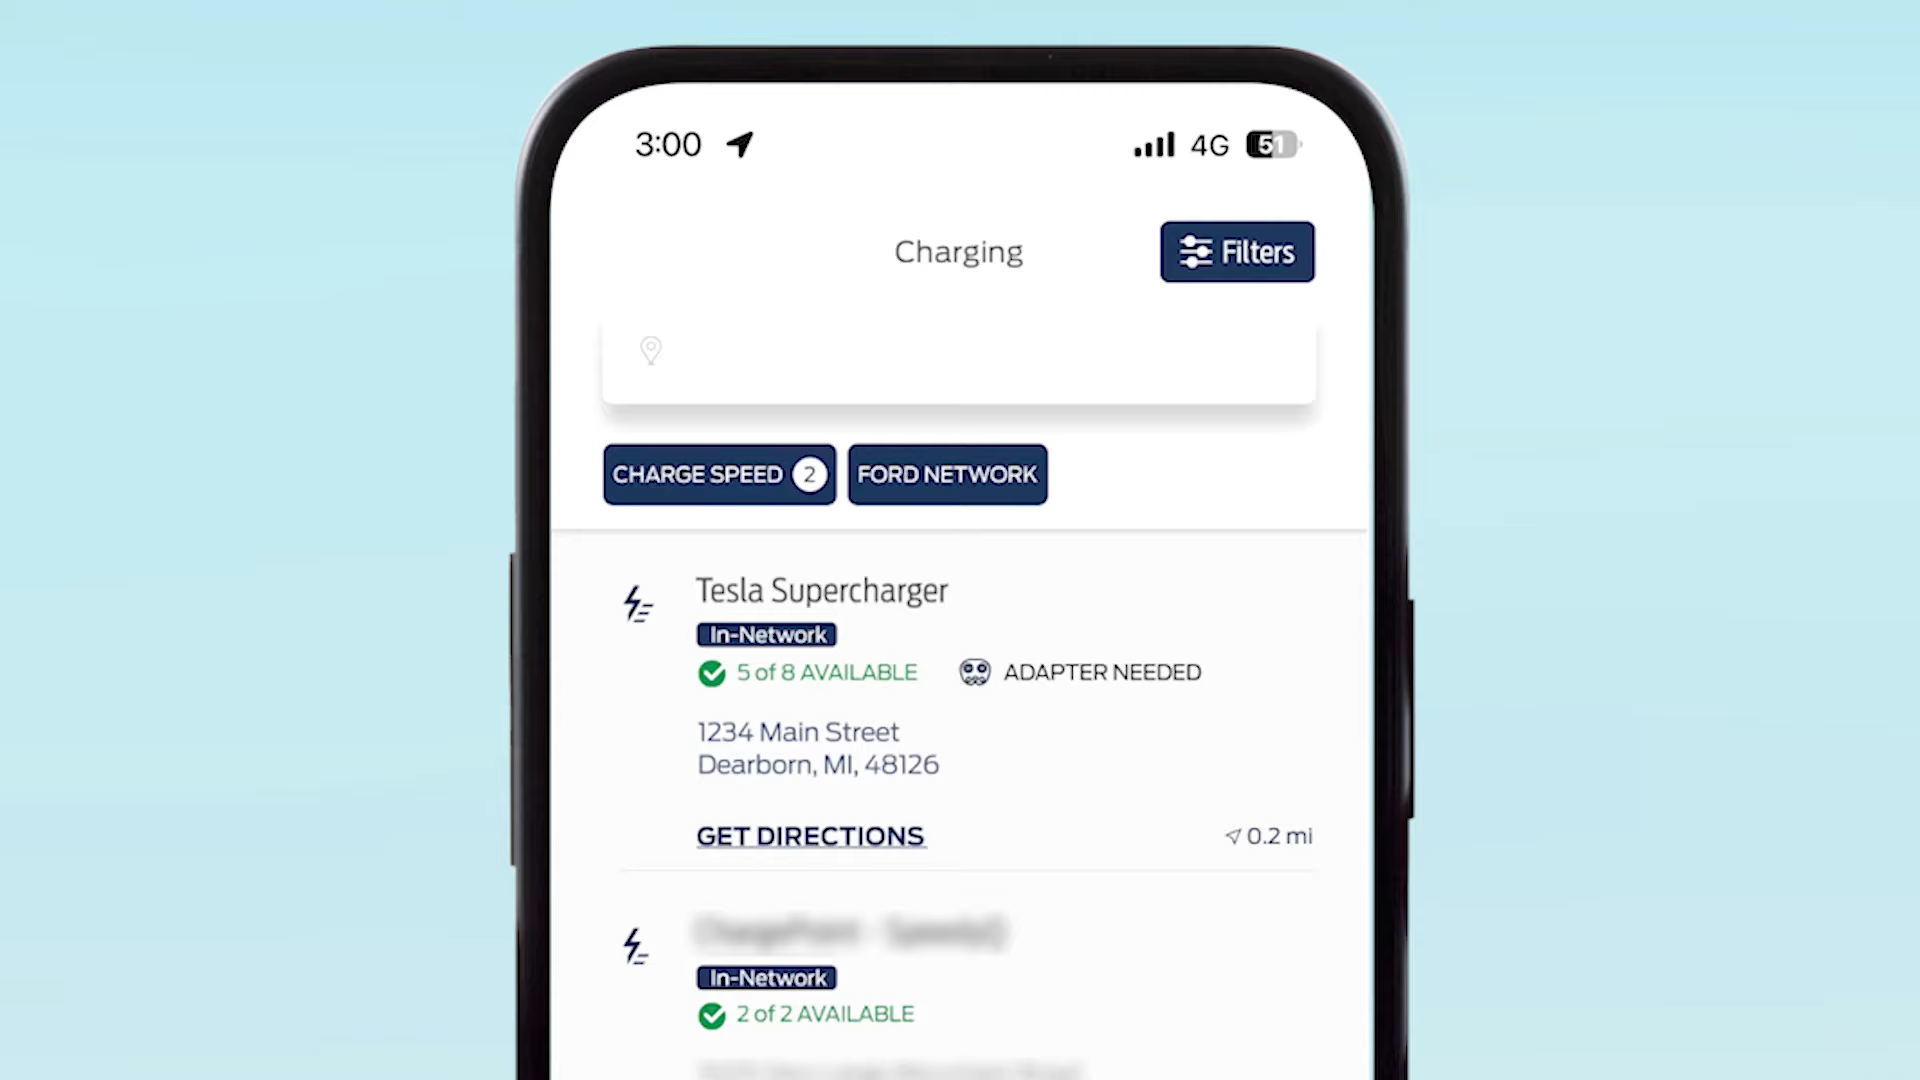 3:00
4G 51
Charging
Filters
CHARGE SPEED 2
FORD NETWORK
Tesla Supercharger
In-Network
5 of 8 AVAILABLE
ADAPTER NEEDED
1234 Main Street
Dearborn, MI, 48126
GET DIRECTIONS
0.2 mi
In-Network
2 of 2 AVAILABLE